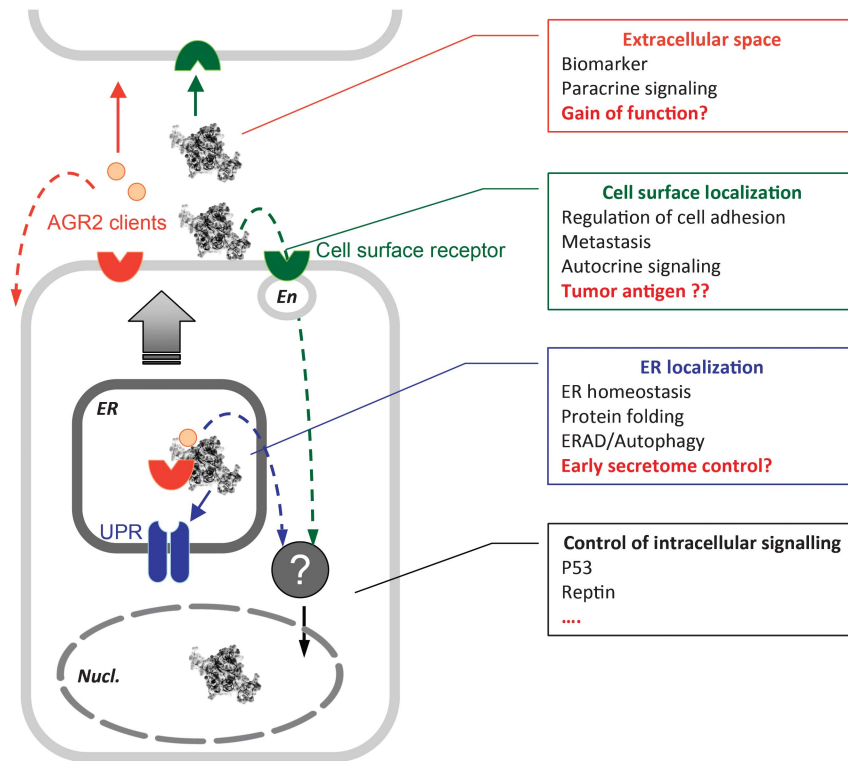 Extracellular space
Biomarker
Paracrine signaling
Gain of function?
AGR2 clients
Cell surface receptor
En
Cell surface localization
Regulation of cell adhesion
Metastasis
Autocrine signaling
Tumor antigen ??
ER
UPR
ER localization
ER homeostasis
Protein folding
ERAD/Autophagy
Early secretome control?
?
Nucl.
Control of intracellular signalling
P53
Reptin
....